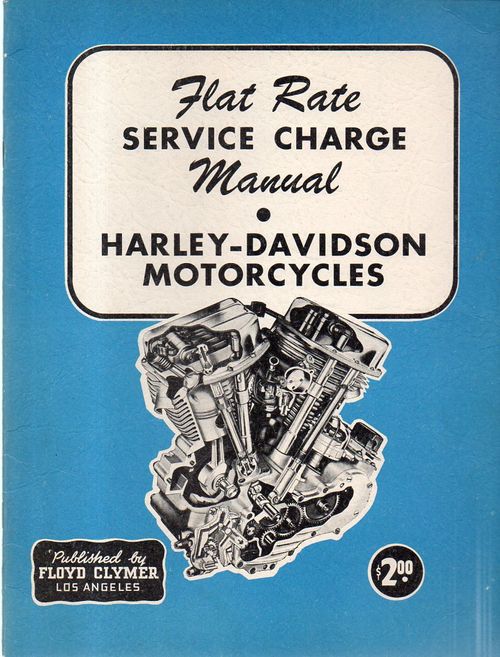 Flat Rate
SERVICE CHARGE
Manual
•
HARLEY-DAVIDSON
MOTORCYCLES
Published by
FLOYD CLYMER
LOS ANGELES
$2.00